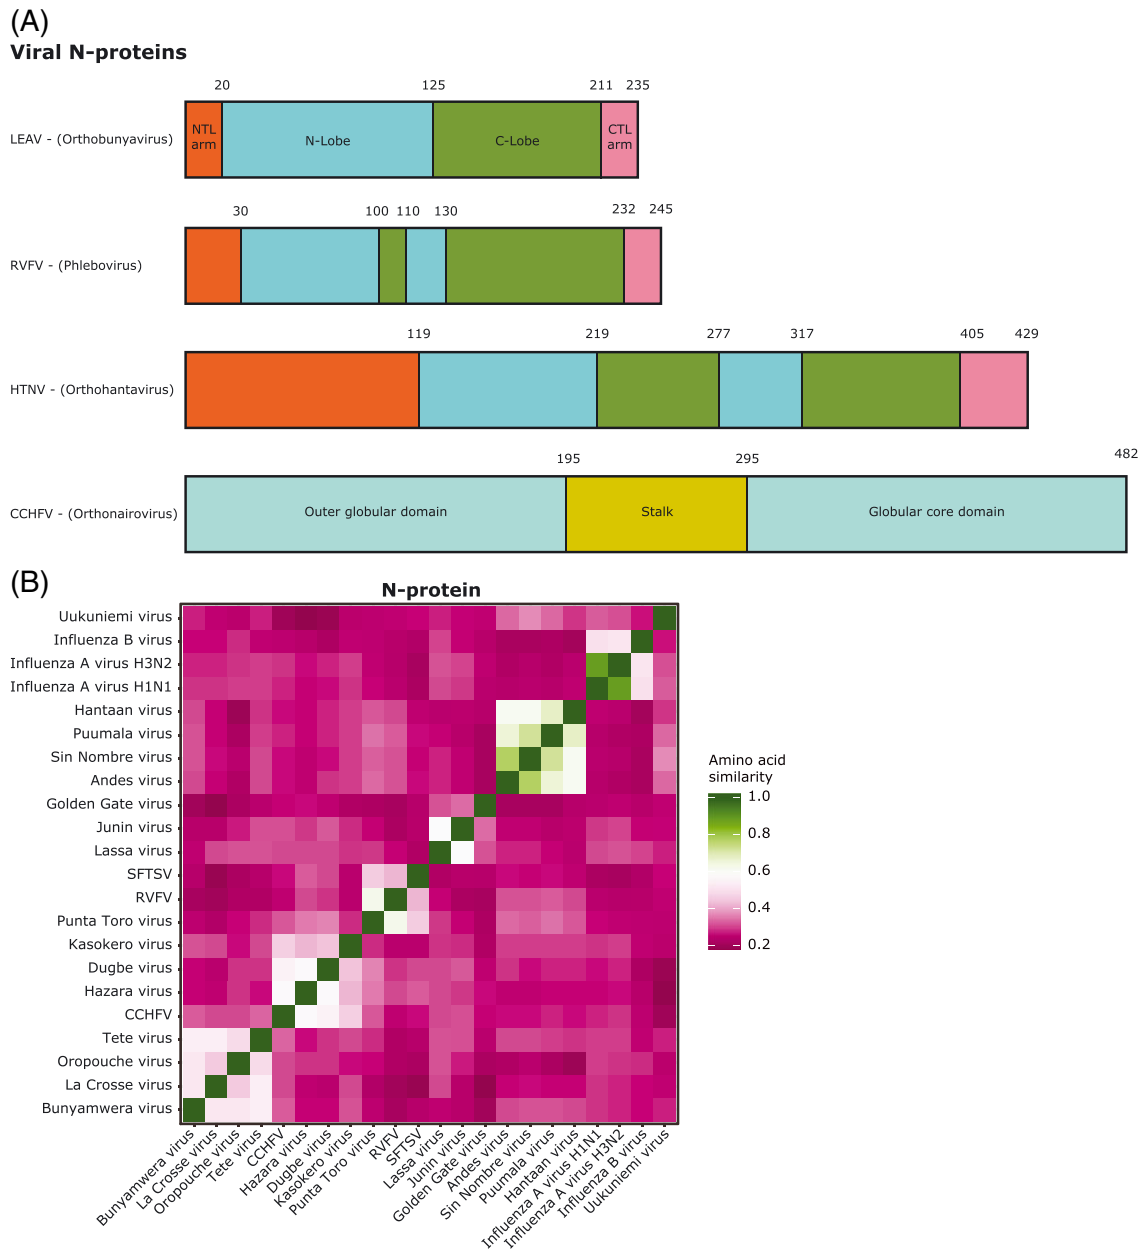 (A)
Viral N-proteins
20 125 211 235
LEAV - (Orthobunyavirus)
NTL
arm
N-Lobe
C-Lobe
CTL
arm
30 100 110 130 232 245
RVFV - (Phlebovirus)
119 219 277 317 405 429
HTNV - (Orthohantavirus)
195 295 482
CCHFV - (Orthonairovirus)
Outer globular domain
Stalk
Globular core domain
(B)
N-protein
Uukuniemi virus
Influenza B virus
Influenza A virus H3N2
Influenza A virus H1N1
Hantaan virus
Puumala virus
Sin Nombre virus
Andes virus
Golden Gate virus
Junin virus
Lassa virus
SFTSV
RVFV
Punta Toro virus
Kasokero virus
Dugbe virus
Hazara virus
CCHFV
Tete virus
Oropouche virus
La Crosse virus
Bunyamwera virus
Amino acid
similarity
1.0
0.8
0.6
0.4
0.2
Bunyamwera virus
La Crosse virus
Oropouche virus
Tete virus
CCHFV
Hazara virus
Dugbe virus
Kasokero virus
Punta Toro virus
RVFV
SFTSV
Lassa virus
Junin virus
Golden Gate virus
Andes virus
Sin Nombre virus
Puumala virus
Hantaan virus
Influenza A virus H1N1
Influenza A virus H3N2
Influenza B virus
Uukuniemi virus